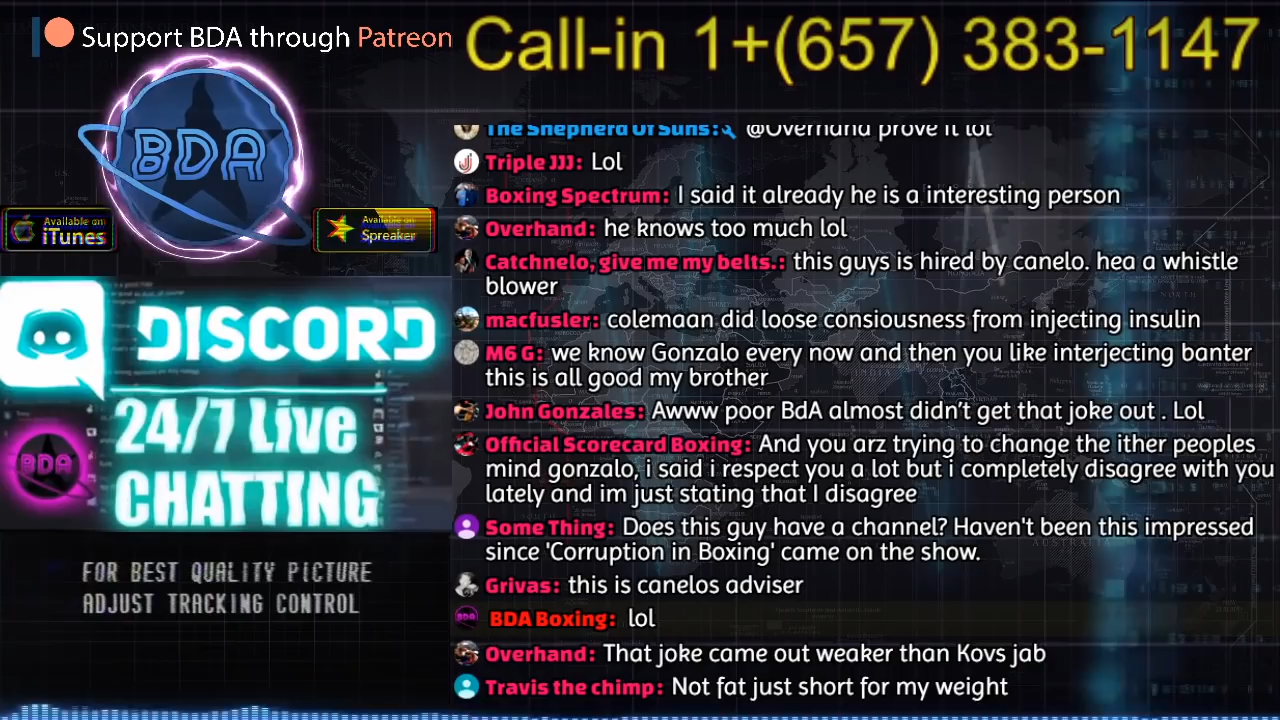 Support BDA through Patreon
Call-in 1+(657) 383-1147
BDA
Available on
iTunes
Available on
Spreaker
DISCORD
24/7 Live
CHATTING
BDA
FOR BEST QUALITY PICTURE
ADJUST TRACKING CONTROL
The Shepherd Of Suns: @Overhand prove it lol
Triple JJJ: Lol
Boxing Spectrum: I said it already he is a interesting person
Overhand: he knows too much lol
Catchnelo, give me my belts.: this guys is hired by canelo. hea a whistle
blower
macfusler: colemaan did loose consiousness from injecting insulin
M6 G: we know Gonzalo every now and then you like interjecting banter
this is all good my brother
John Gonzales: Awww poor BdA almost didn't get that joke out . Lol
Official Scorecard Boxing: And you arz trying to change the ither peoples
mind gonzalo, i said i respect you a lot but i completely disagree with you
lately and im just stating that I disagree
Some Thing: Does this guy have a channel? Haven't been this impressed
since 'Corruption in Boxing' came on the show.
Grivas: this is canelos adviser
BDA Boxing: lol
Overhand: That joke came out weaker than Kovs jab
Travis the chimp: Not fat just short for my weight